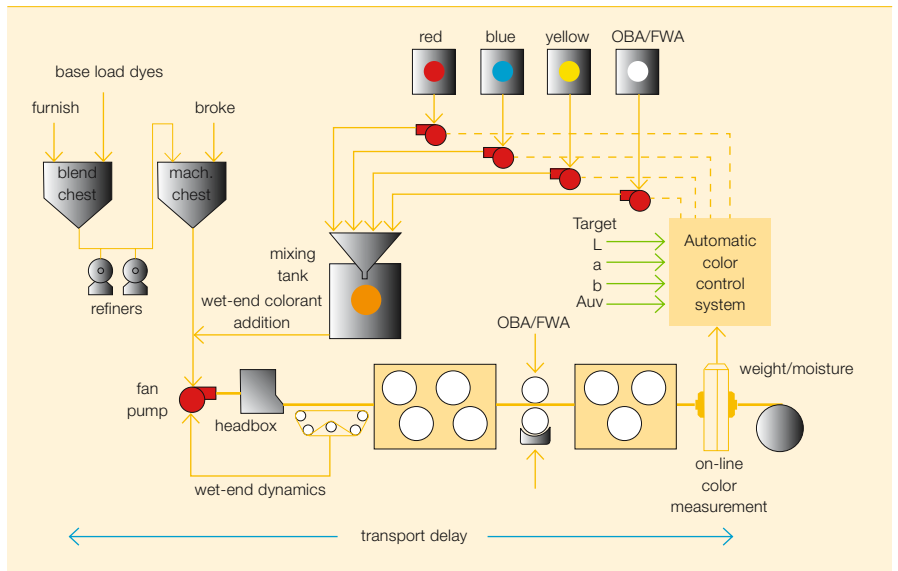 red
blue
yellow
OBA/FWA
base load dyes
furnish
broke
blend
chest
mach.
chest
refiners
mixing
tank
wet-end colorant
addition
Target
L
a
b
Auv
Automatic
color
control
system
OBA/FWA
weight/moisture
fan
pump
headbox
wet-end dynamics
on-line
color
measurement
transport delay